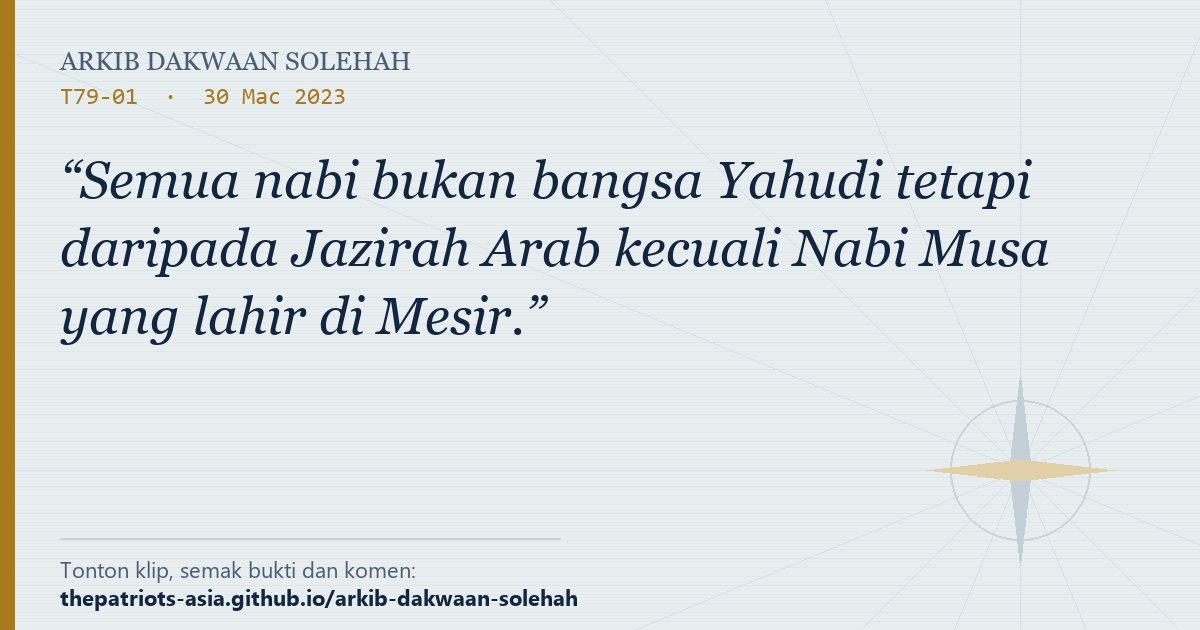 ARKIB DAKWAAN SOLEHAH
T79-01 · 30 Mac 2023
“Semua nabi bukan bangsa Yahudi tetapi
daripada Jazirah Arab kecuali Nabi Musa
yang lahir di Mesir.”
Tonton klip, semak bukti dan komen:
thepatriots-asia.github.io/arkib-dakwaan-solehah